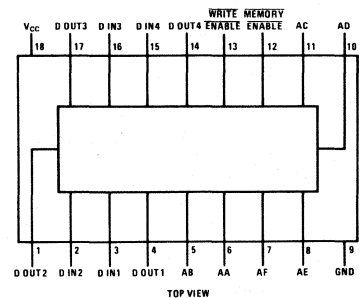 WRITE MEMORY
VCC D OUT3 D IN3 D IN4 D OUT4 ENABLE ENABLE AC AD
18 17 16 15 14 13 12 11 10
1 2 3 4 5 6 7 8 9
D OUT2 D IN2 D IN1 D OUT1 AB AA AF AE GND
TOP VIEW